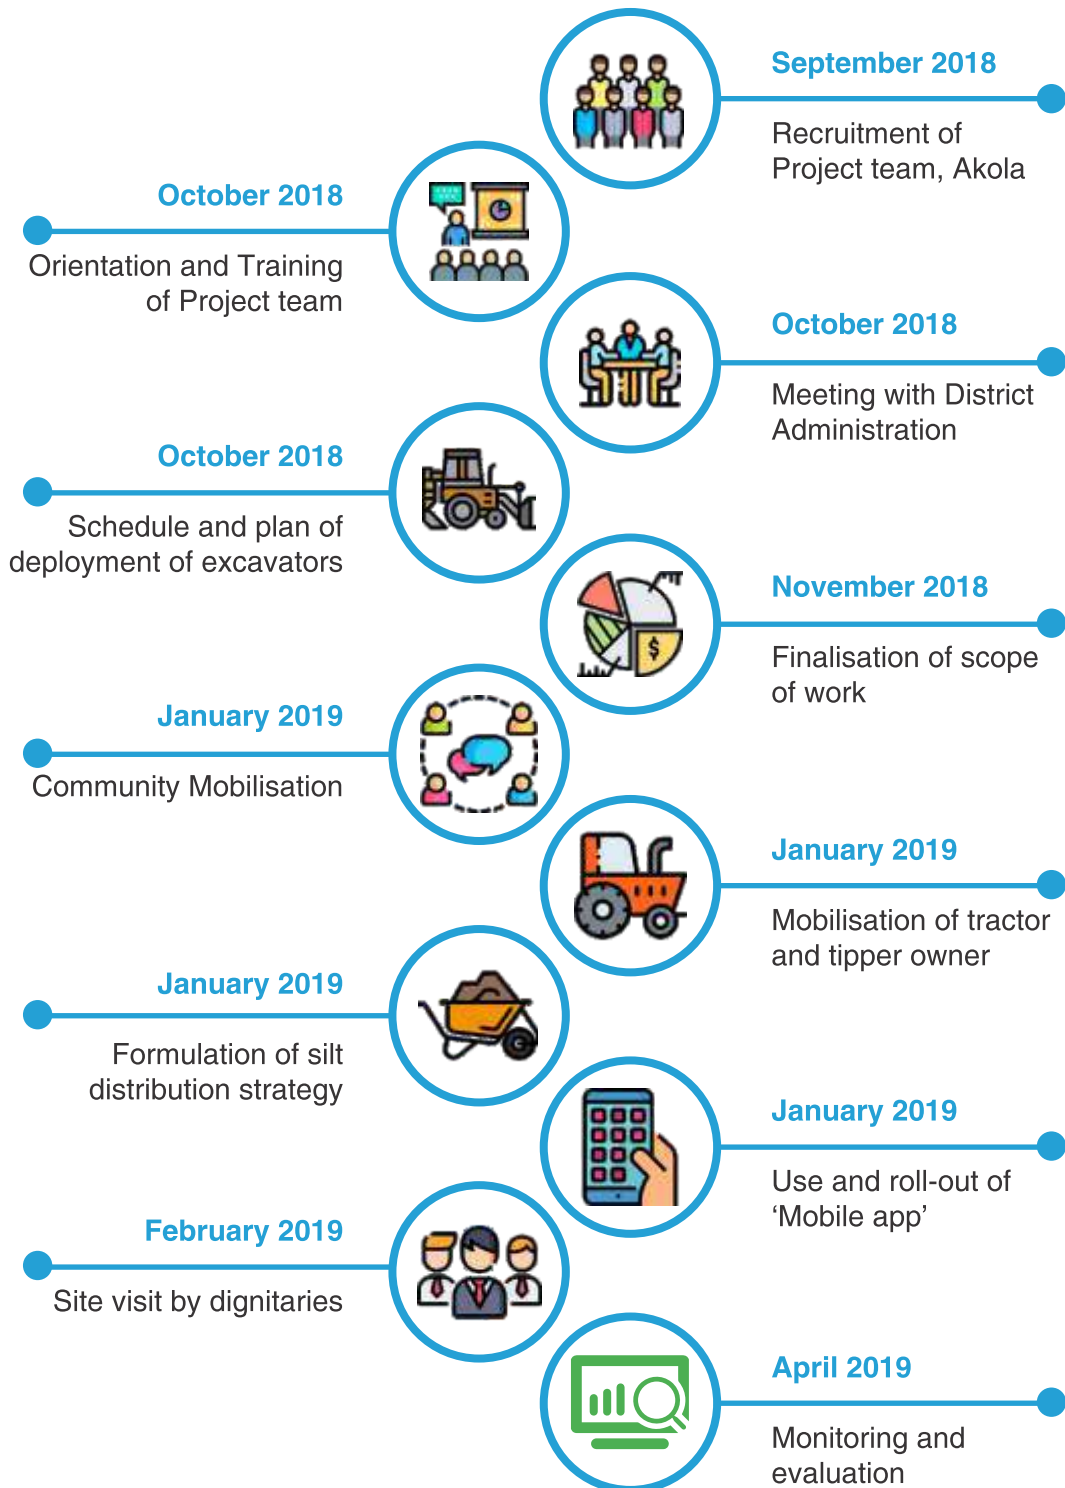 September 2018
Recruitment of
Project team, Akola
October 2018
Orientation and Training
of Project team
October 2018
Meeting with District
Administration
October 2018
Schedule and plan of
deployment of excavators
November 2018
Finalisation of scope
of work
$
January 2019
Community Mobilisation
January 2019
Mobilisation of tractor
and tipper owner
January 2019
Formulation of silt
distribution strategy
January 2019
Use and roll-out of
‘Mobile app’
February 2019
Site visit by dignitaries
April 2019
Monitoring and
evaluation